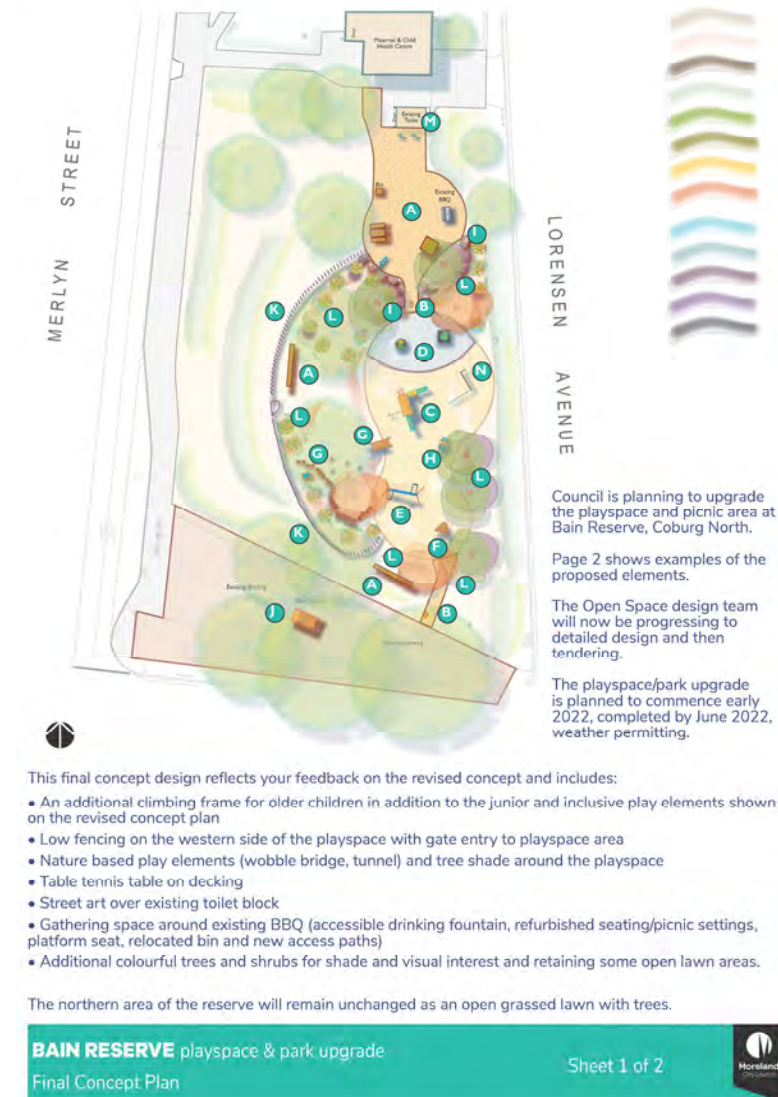 Maternal & Child
Health Centre
Existing
Toilet
M
Bin
Existing
BBQ
A
MERLYN STREET
LORENSEN AVENUE
I
L
K
L
I
B
D
A
N
C
L
G
G
H
L
E
K
L
F
A
L
B
Existing Decking
J
Council is planning to upgrade
the playspace and picnic area at
Bain Reserve, Coburg North.
Page 2 shows examples of the
proposed elements.
The Open Space design team
will now be progressing to
detailed design and then
tendering.
The playspace/park upgrade
is planned to commence early
2022, completed by June 2022,
weather permitting.
This final concept design reflects your feedback on the revised concept and includes:
• An additional climbing frame for older children in addition to the junior and inclusive play elements shown
on the revised concept plan
• Low fencing on the western side of the playspace with gate entry to playspace area
• Nature based play elements (wobble bridge, tunnel) and tree shade around the playspace
• Table tennis table on decking
• Street art over existing toilet block
• Gathering space around existing BBQ (accessible drinking fountain, refurbished seating/picnic settings,
platform seat, relocated bin and new access paths)
• Additional colourful trees and shrubs for shade and visual interest and retaining some open lawn areas.
The northern area of the reserve will remain unchanged as an open grassed lawn with trees.
BAIN RESERVE playspace & park upgrade
Final Concept Plan
Sheet 1 of 2
Moreland
City Council